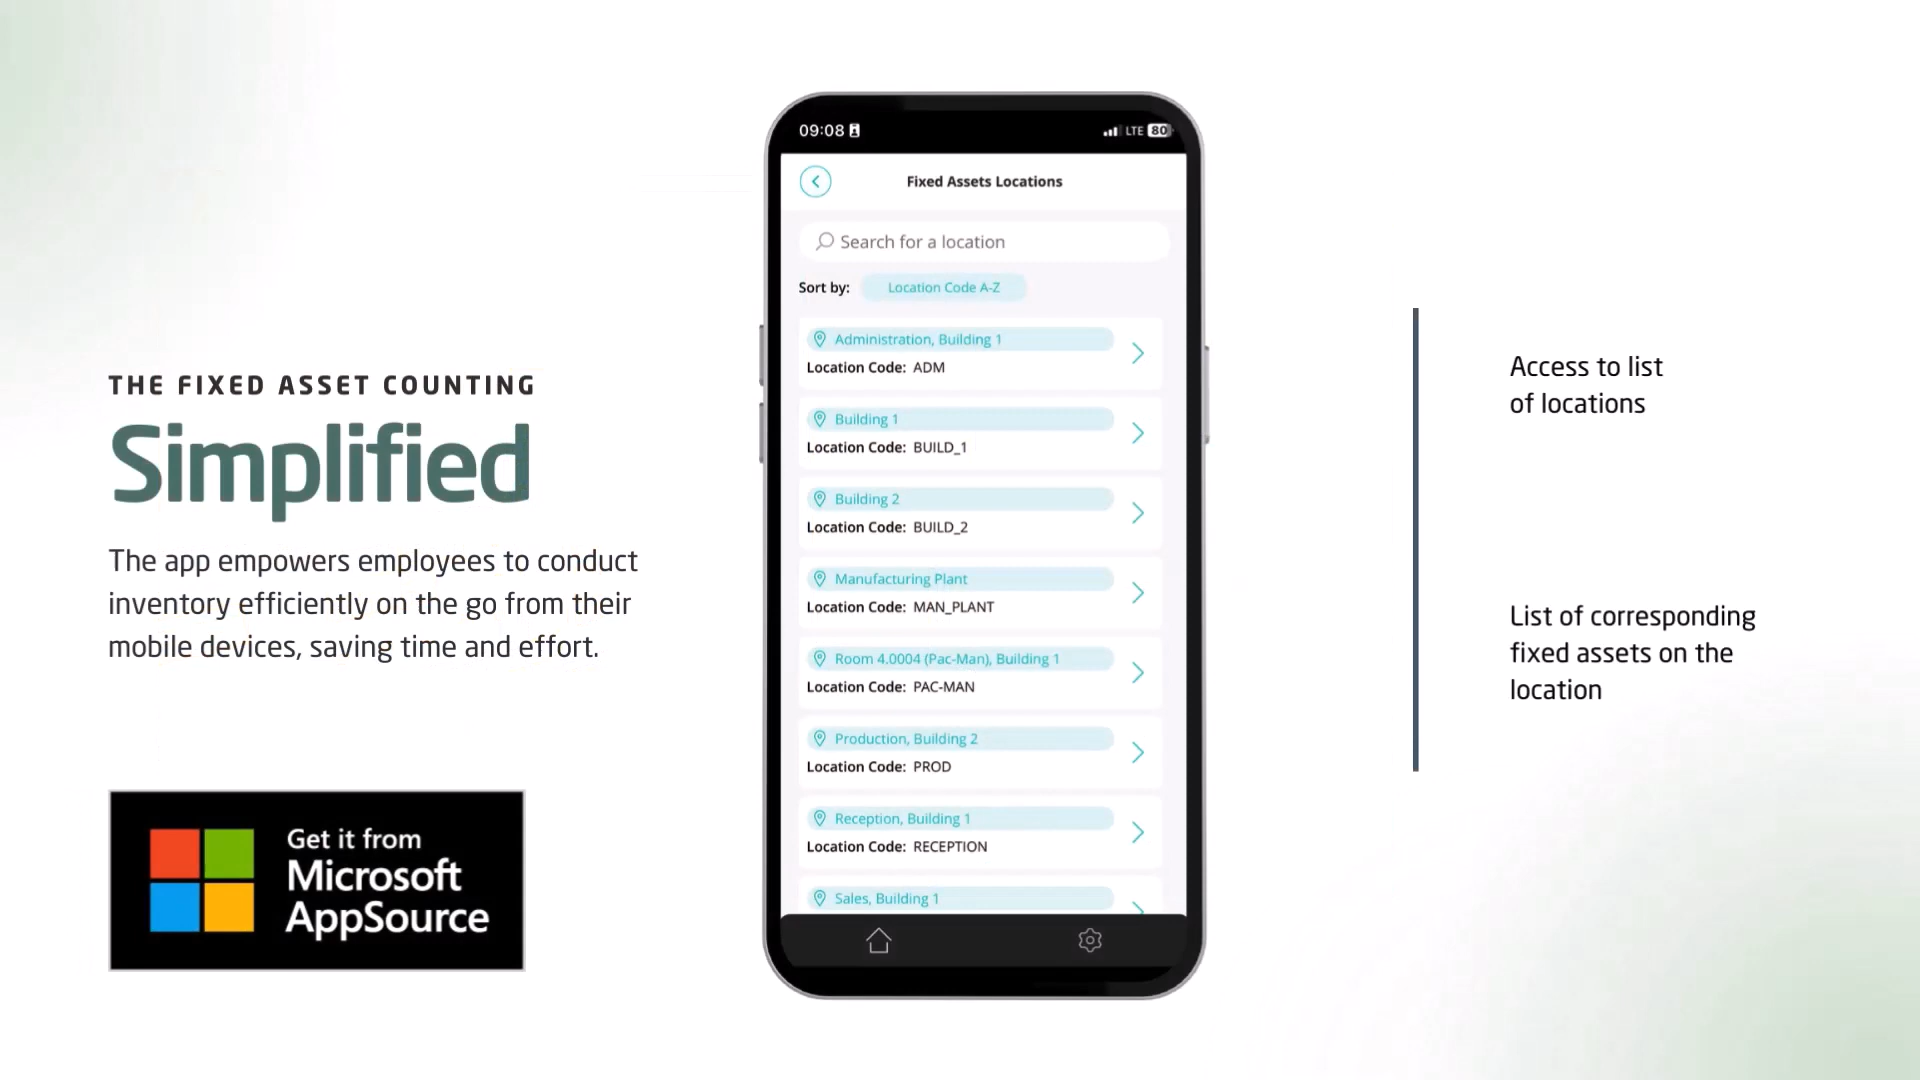 THE FIXED ASSET COUNTING
Simplified
The app empowers employees to conduct
inventory efficiently on the go from their
mobile devices, saving time and effort.
Get it from
Microsoft
AppSource
09:08
LTE 80
Fixed Assets Locations
Search for a location
Sort by: Location Code A-Z
Administration, Building 1
Location Code: ADM
Building 1
Location Code: BUILD_1
Building 2
Location Code: BUILD_2
Manufacturing Plant
Location Code: MAN_PLANT
Room 4.0004 (Pac-Man), Building 1
Location Code: PAC-MAN
Production, Building 2
Location Code: PROD
Reception, Building 1
Location Code: RECEPTION
Sales, Building 1
Access to list
of locations
List of corresponding
fixed assets on the
location